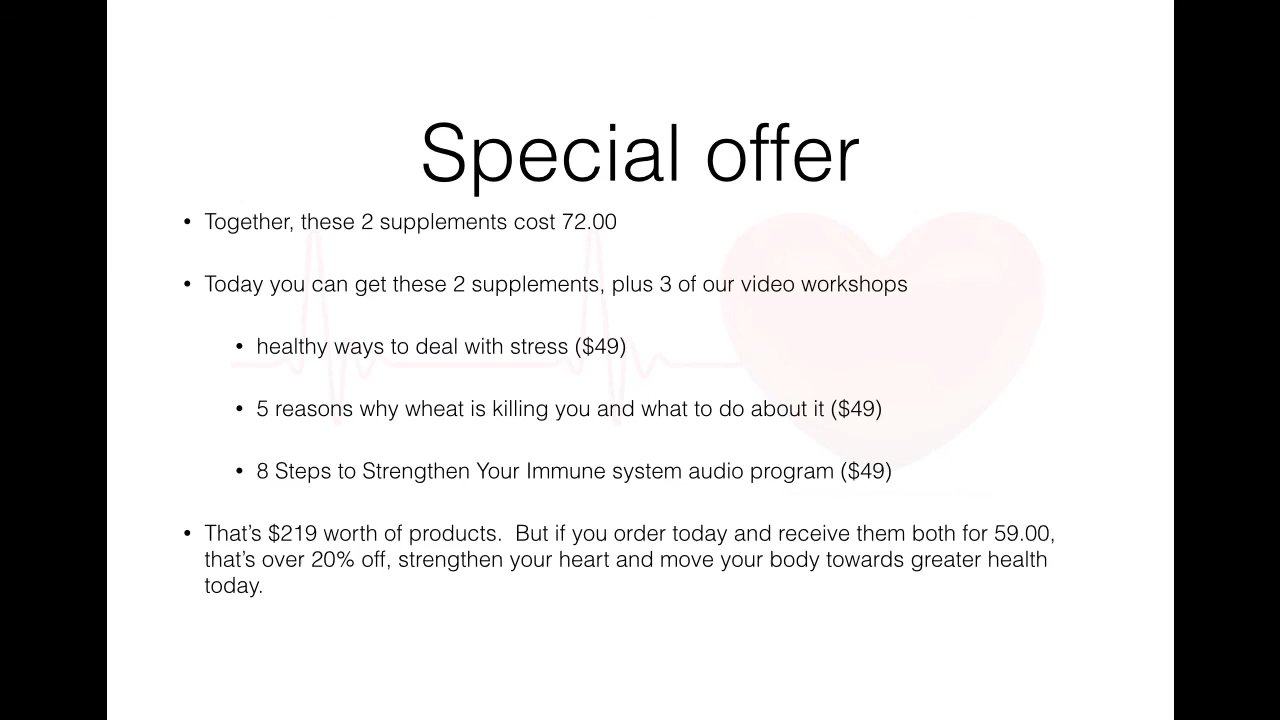 Special offer
• Together, these 2 supplements cost 72.00
• Today you can get these 2 supplements, plus 3 of our video workshops
• healthy ways to deal with stress ($49)
• 5 reasons why wheat is killing you and what to do about it ($49)
• 8 Steps to Strengthen Your Immune system audio program ($49)
• That’s $219 worth of products.  But if you order today and receive them both for 59.00,
that’s over 20% off, strengthen your heart and move your body towards greater health
today.